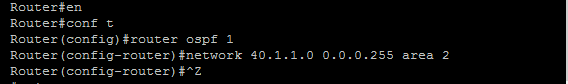 Router#en
Router#conf t
Router(config)#router ospf 1
Router(config-router)#network 40.1.1.0 0.0.0.255 area 2
Router(config-router)#^Z